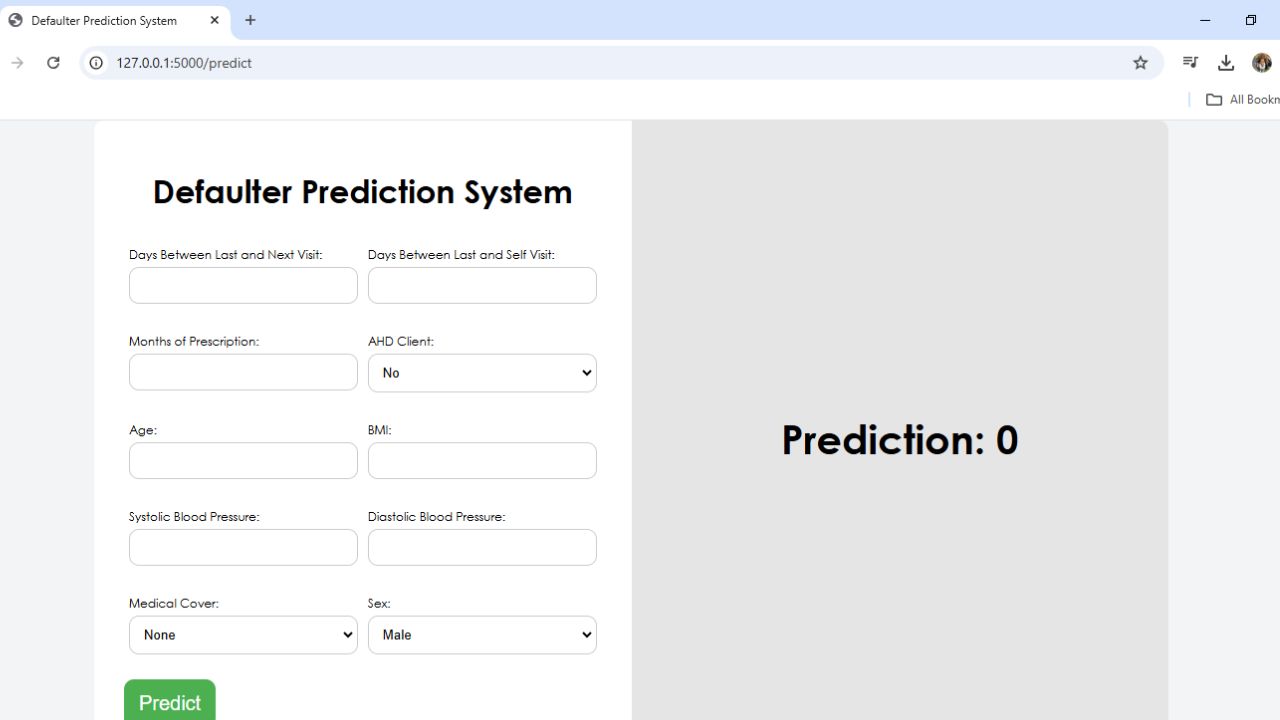 Defaulter Prediction System
127.0.0.1:5000/predict
All Bookm
Defaulter Prediction System
Days Between Last and Next Visit: Days Between Last and Self Visit:
Months of Prescription: AHD Client:
No
Age: BMI:
Systolic Blood Pressure: Diastolic Blood Pressure:
Medical Cover: Sex:
None Male
Predict
Prediction: 0